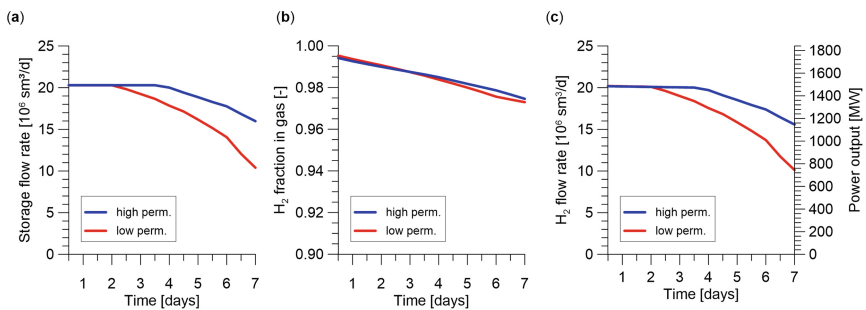 (a)
25
20
15
10
5
0
Storage flow rate [10⁶ sm³/d]
high perm.
low perm.
1 2 3 4 5 6 7
Time [days]
(b)
1.00
0.98
0.96
0.94
0.92
0.90
H₂ fraction in gas [-]
high perm.
low perm.
1 2 3 4 5 6 7
Time [days]
(c)
25
20
15
10
5
0
H₂ flow rate [10⁶ sm³/d]
high perm.
low perm.
1 2 3 4 5 6 7
Time [days]
1800
1600
1400
1200
1000
800
600
400
200
0
Power output [MW]